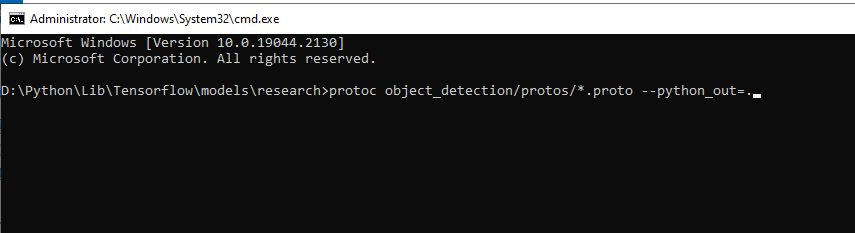 Administrator: C:\Windows\System32\cmd.exe
Microsoft Windows [Version 10.0.19044.2130]
(c) Microsoft Corporation. All rights reserved.
D:\Python\Lib\Tensorflow\models\research>protoc object_detection/protos/*.proto --python_out=.